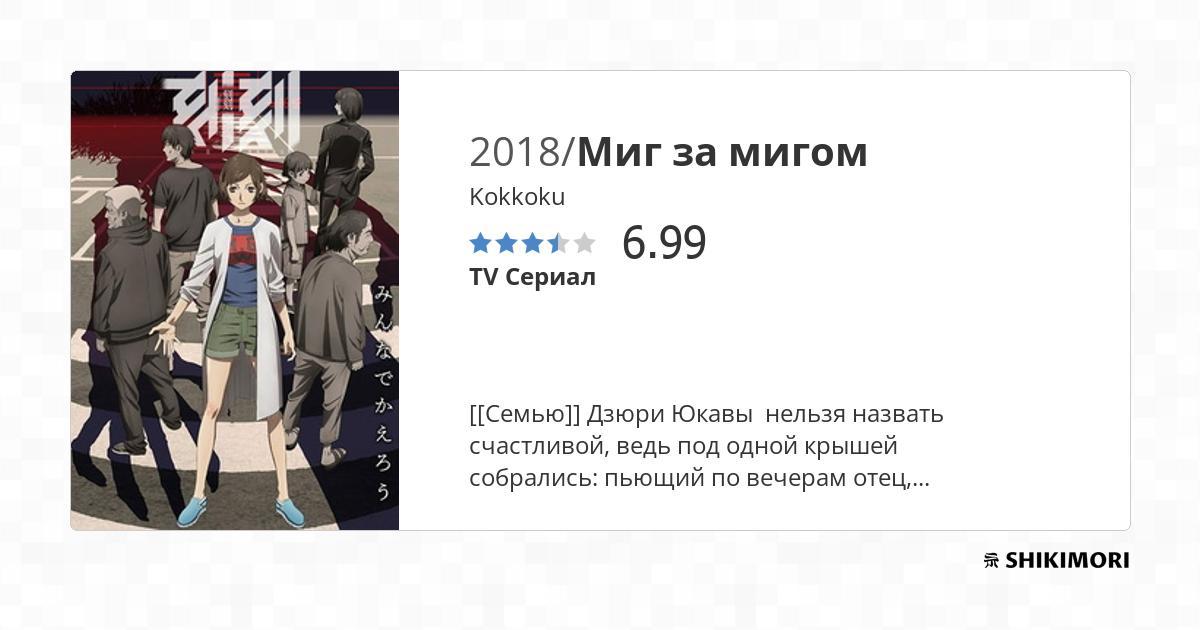 刻刻
みんなでかえろう
2018/Миг за мигом
Kokkoku
6.99
TV Сериал
[[Семью]] Дзюри Юкавы  нельзя назвать
счастливой, ведь под одной крышей
собрались: пьющий по вечерам отец,...
SHIKIMORI